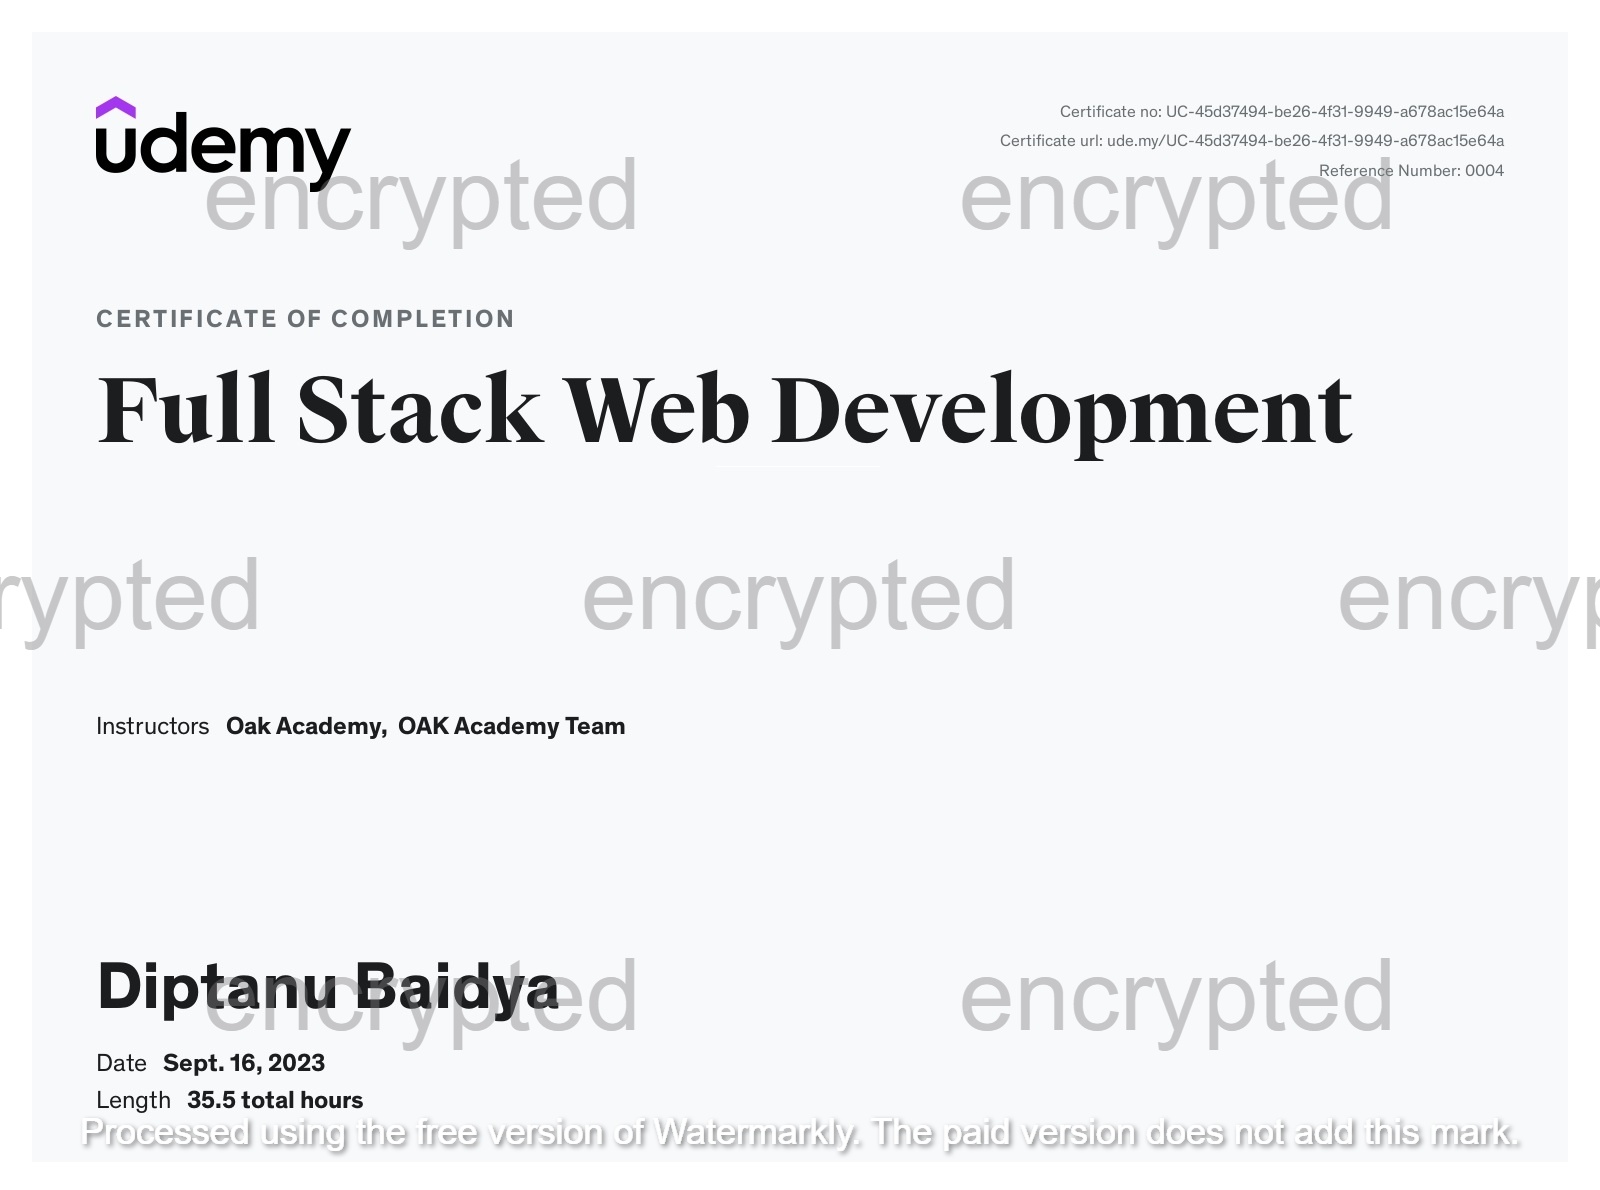 udemy
Certificate no: UC-45d37494-be26-4f31-9949-a678ac15e64a
Certificate url: ude.my/UC-45d37494-be26-4f31-9949-a678ac15e64a
Reference Number: 0004
encrypted encrypted
CERTIFICATE OF COMPLETION
Full Stack Web Development
rypted encrypted encryp
Instructors Oak Academy, OAK Academy Team
Diptanu Baidya
encrypted encrypted
Date Sept. 16, 2023
Length 35.5 total hours
Processed using the free version of Watermarkly. The paid version does not add this mark.